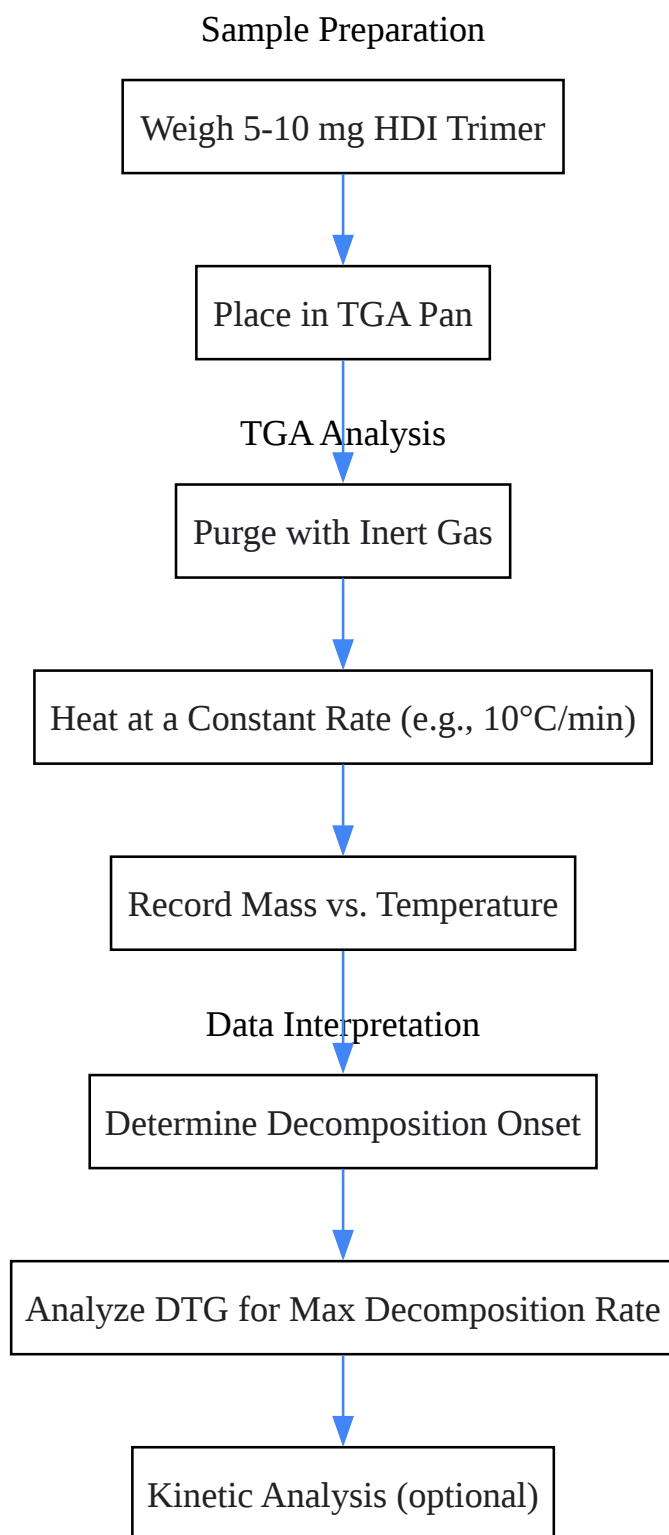 Sample Preparation
Weigh 5-10 mg HDI Trimer
Place in TGA Pan
TGA Analysis
Purge with Inert Gas
Heat at a Constant Rate (e.g., 10°C/min)
Record Mass vs. Temperature
Data Interpretation
Determine Decomposition Onset
Analyze DTG for Max Decomposition Rate
Kinetic Analysis (optional)